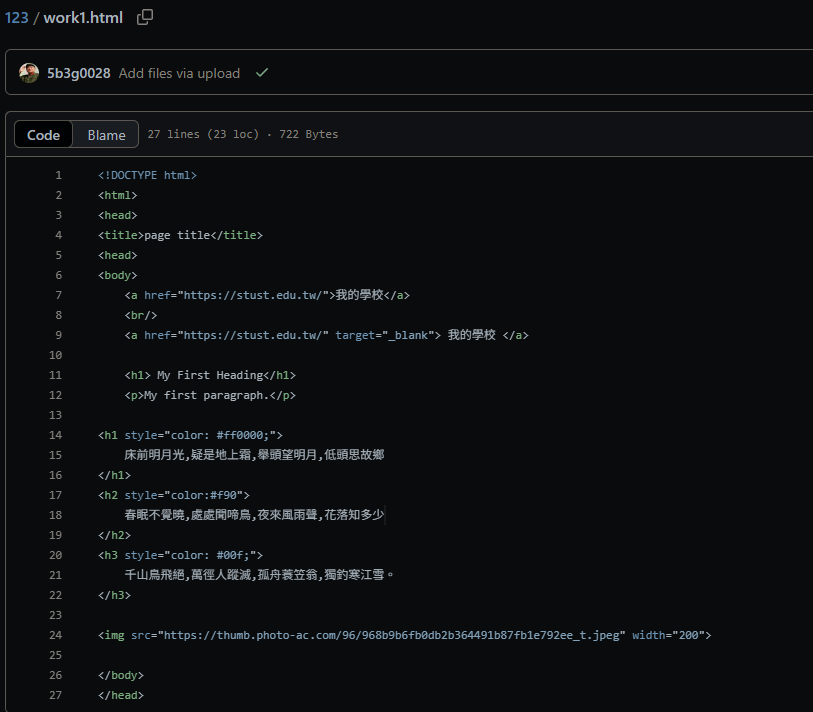 123 / work1.html
5b3g0028 Add files via upload
Code Blame 27 lines (23 loc) · 722 Bytes
1 <!DOCTYPE html>
2 <html>
3 <head>
4 <title>page title</title>
5 <head>
6 <body>
7 <a href="https://stust.edu.tw/">我的學校</a>
8 <br/>
9 <a href="https://stust.edu.tw/" target="_blank"> 我的學校 </a>
10
11 <h1> My First Heading</h1>
12 <p>My first paragraph.</p>
13
14 <h1 style="color: #ff0000;">
15 床前明月光,疑是地上霜,舉頭望明月,低頭思故鄉
16 </h1>
17 <h2 style="color:#f90">
18 春眠不覺曉,處處聞啼鳥,夜來風雨聲,花落知多少
19 </h2>
20 <h3 style="color: #00f;">
21 千山鳥飛絕,萬徑人蹤滅,孤舟蓑笠翁,獨釣寒江雪。
22 </h3>
23
24 <img src="https://thumb.photo-ac.com/96/968b9b6fb0db2b364491b87fb1e792ee_t.jpeg" width="200">
25
26 </body>
27 </head>